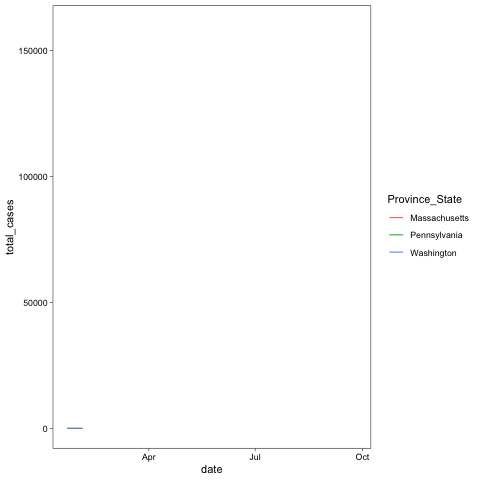 150000
100000
50000
0
total_cases
Apr
Jul
Oct
date
Province_State
Massachusetts
Pennsylvania
Washington